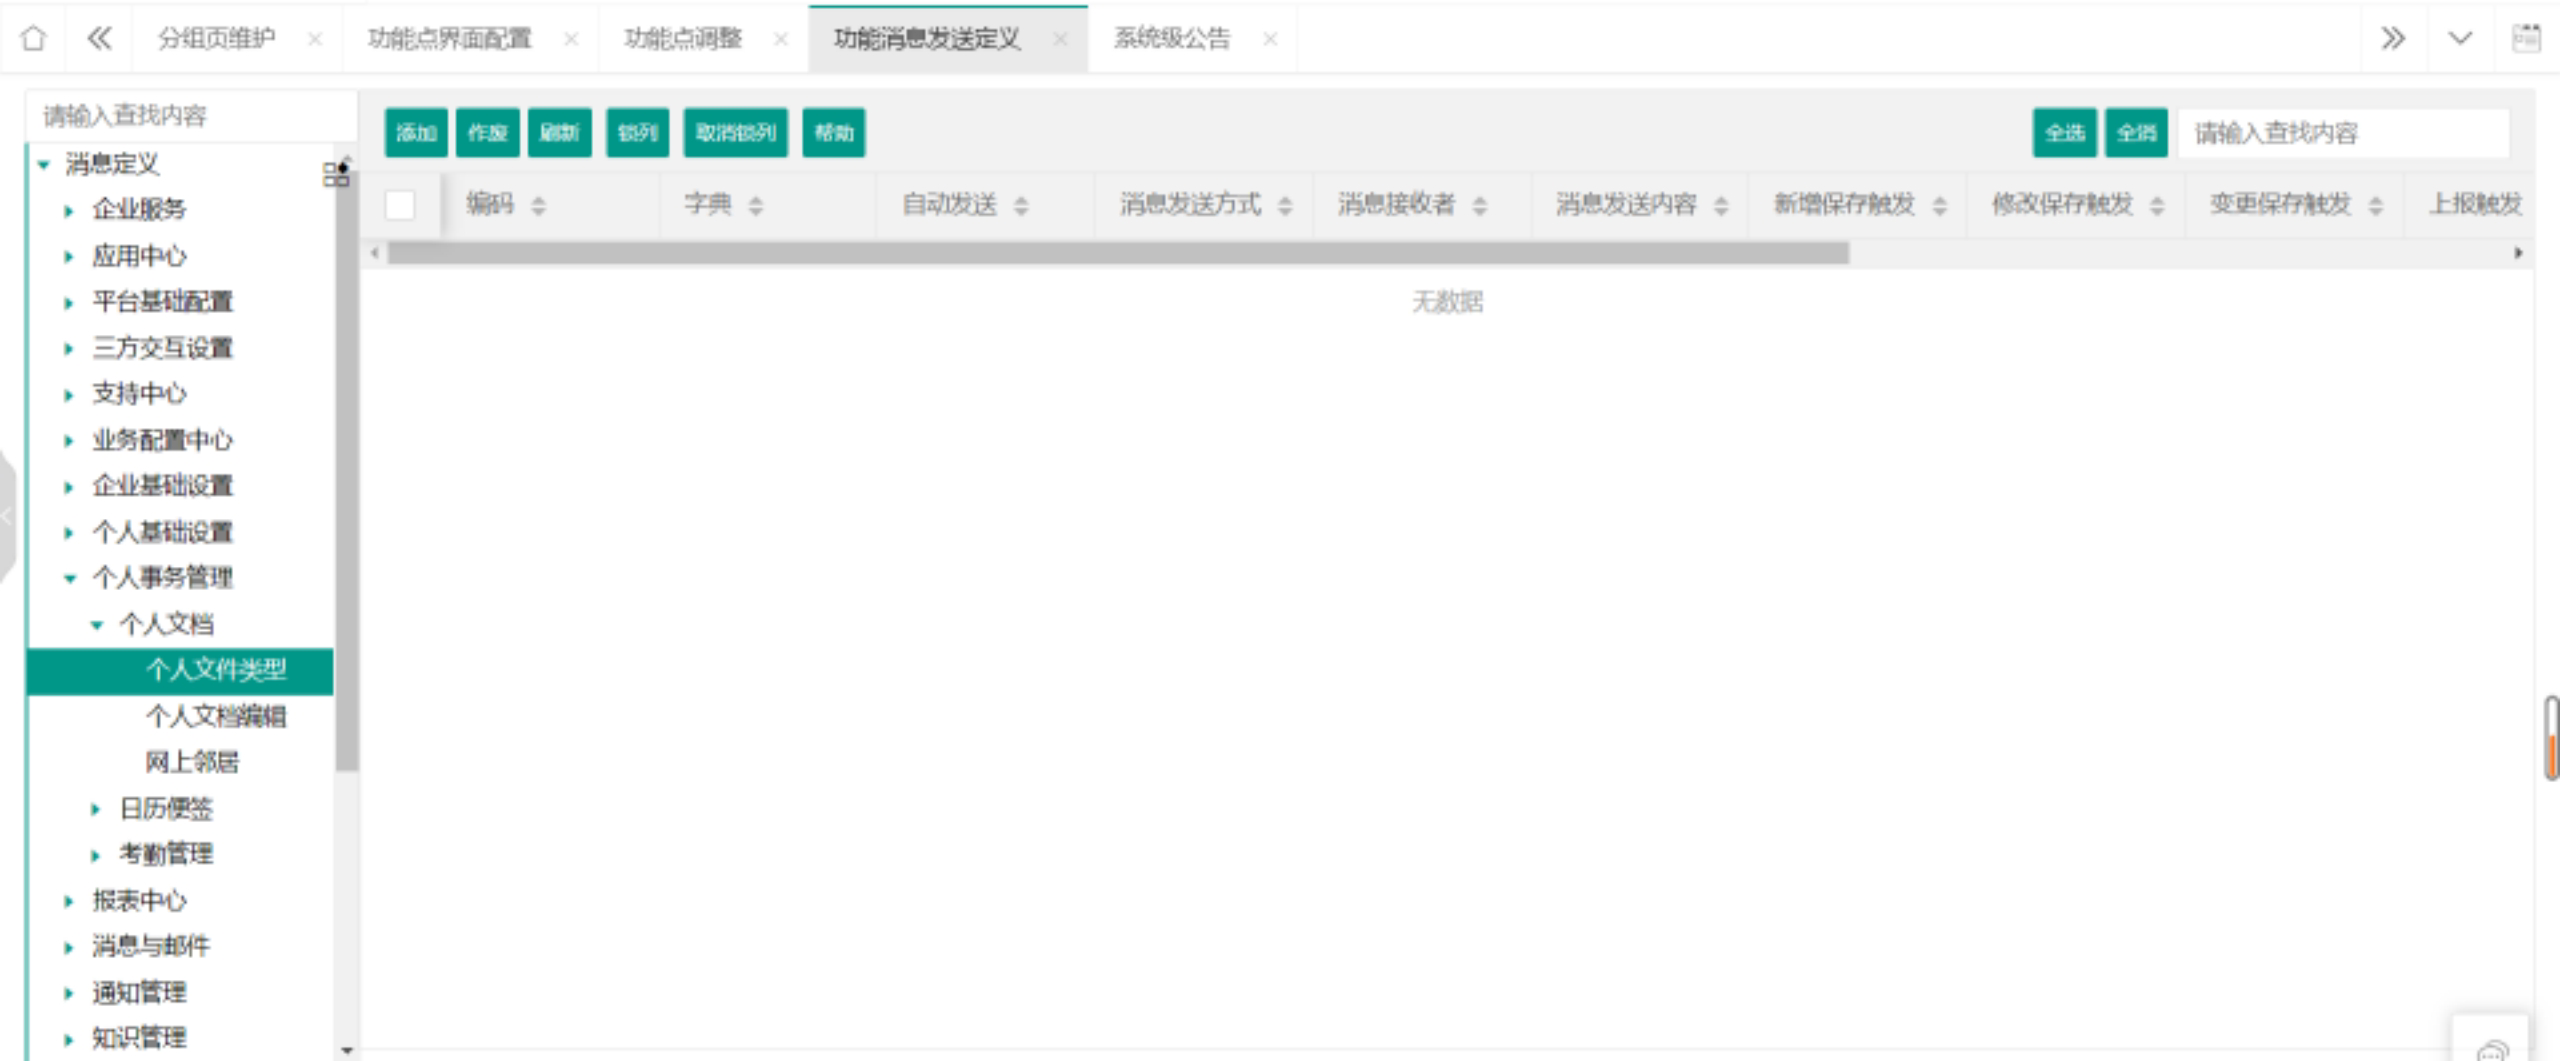 分组页维护 功能点界面配置 功能点调整 功能消息发送定义 系统级公告
请输入查找内容
添加 作废 刷新 锁列 取消锁列 帮助 全选 全消 请输入查找内容
编码 字典 自动发送 消息发送方式 消息接收者 消息发送内容 新增保存触发 修改保存触发 变更保存触发 上报触发
无数据
消息定义
企业服务
应用中心
平台基础配置
三方交互设置
支持中心
业务配置中心
企业基础设置
个人基础设置
个人事务管理
个人文档
个人文件类型
个人文档编辑
网上邻居
日历便签
考勤管理
报表中心
消息与邮件
通知管理
知识管理